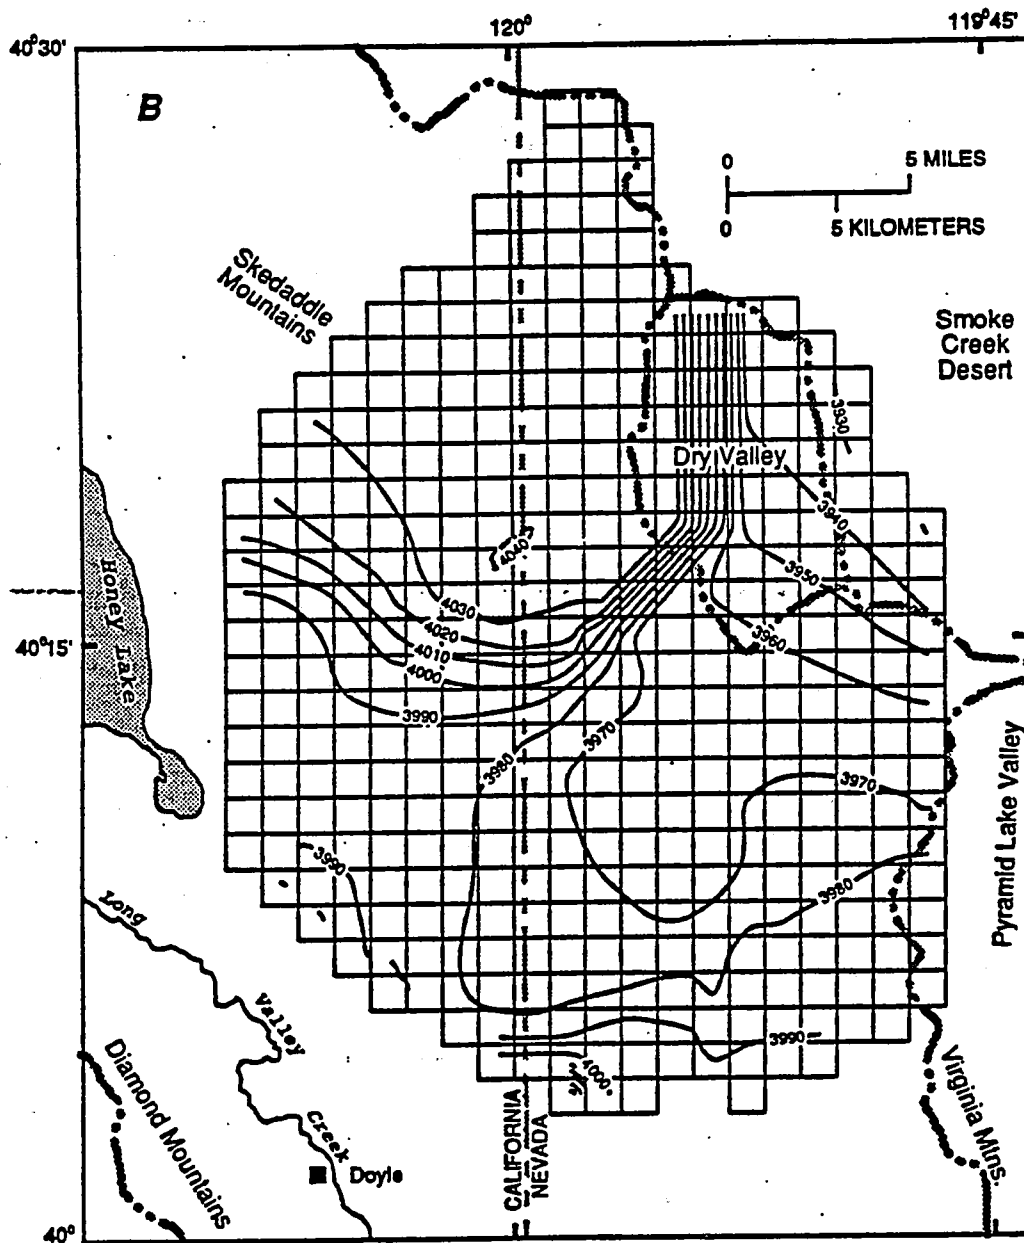 120°
119°45'
40°30'
B
0 5 MILES
0 5 KILOMETERS
Skedaddle
Mountains
Smoke
Creek
Desert
3930
Dry Valley
3940
4040
3950
Honey Lake
4030
3960
4020
40°15'
4010
4000
3990
3970
3980
3970
Pyramid Lake Valley
3990
3980
Long
Valley
Creek
3990
4000
Diamond Mountains
Virginia Mtns.
CALIFORNIA
NEVADA
Doyle
40°